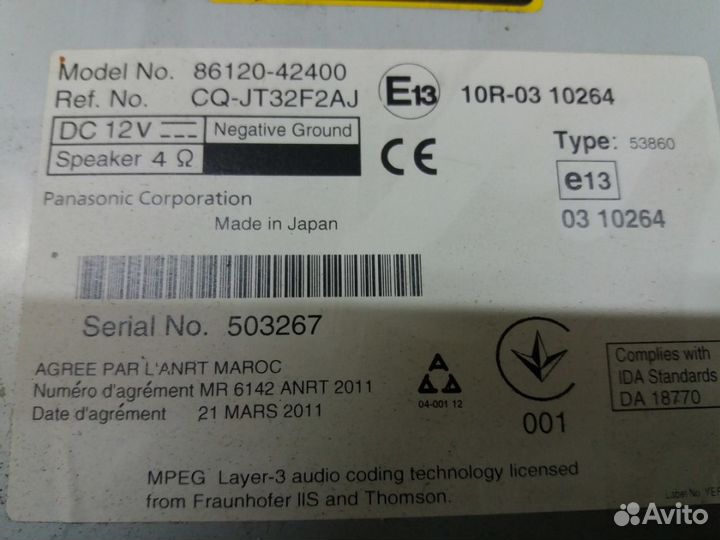 Model No. 86120-42400
Ref. No. CQ-JT32F2AJ
E13 10R-03 10264
DC 12V Negative Ground
Speaker 4 Ω
CE
Type: 53860
e13
03 10264
Panasonic Corporation
Made in Japan
Serial No. 503267
AGREE PAR L'ANRT MAROC
Numéro d'agrément MR 6142 ANRT 2011
Date d'agrément 21 MARS 2011
04-001 12
001
Complies with
IDA Standards
DA 18770
MPEG Layer-3 audio coding technology licensed
from Fraunhofer IIS and Thomson.
Label No. YEF
Avito